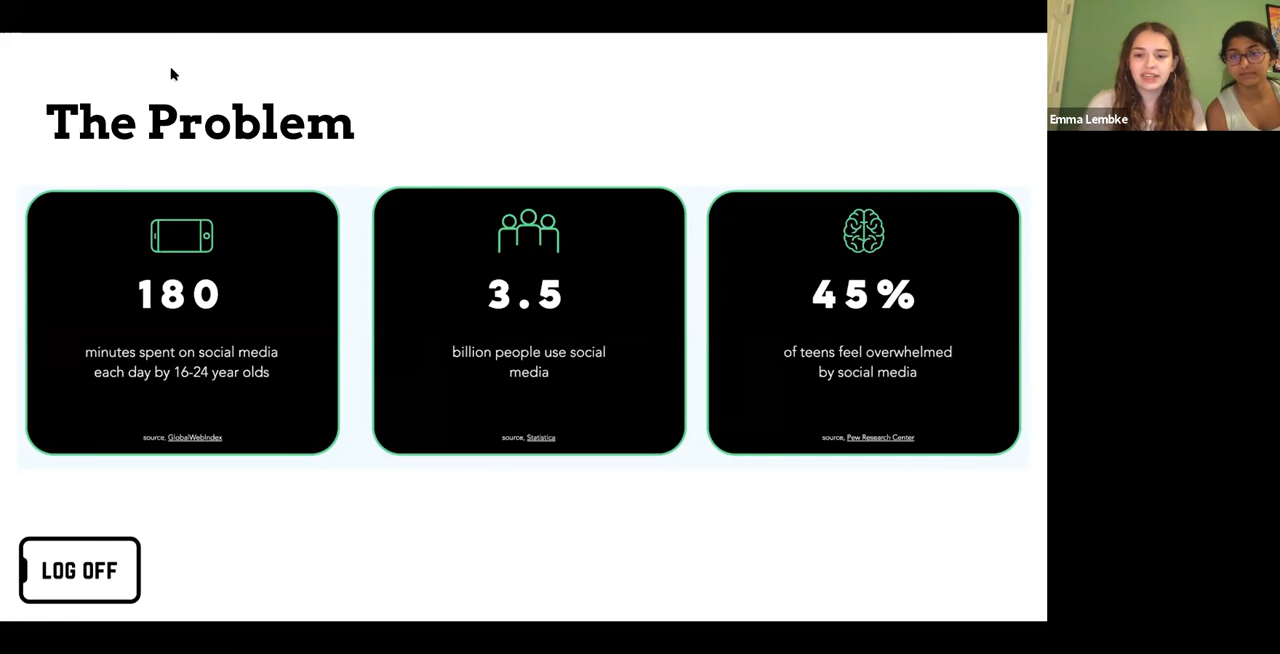 The Problem
180
minutes spent on social media
each day by 16-24 year olds
source, GlobalWebIndex
3.5
billion people use social
media
source, Statistica
45%
of teens feel overwhelmed
by social media
source, Pew Research Center
LOG OFF
Emma Lembke